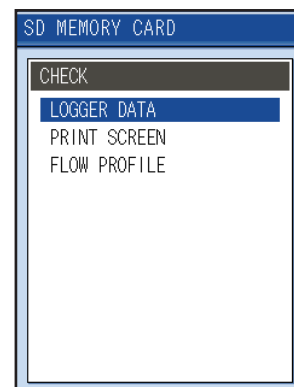 SD MEMORY CARD
CHECK
LOGGER DATA
PRINT SCREEN
FLOW PROFILE